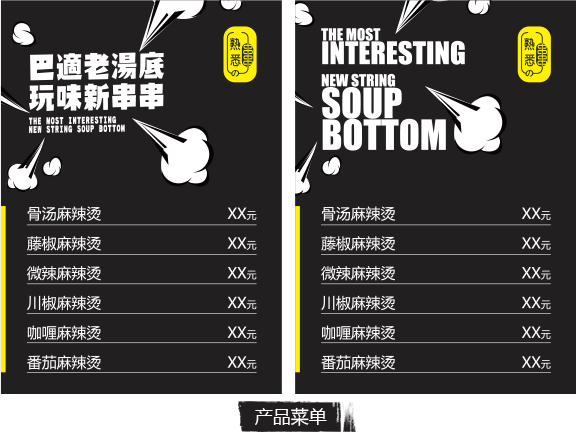 巴適老湯底
玩味新串串
THE MOST INTERESTING
NEW STRING SOUP BOTTOM
熟悉の
串串
骨汤麻辣烫 XX元
藤椒麻辣烫 XX元
微辣麻辣烫 XX元
川椒麻辣烫 XX元
咖喱麻辣烫 XX元
番茄麻辣烫 XX元
THE MOST
INTERESTING
NEW STRING
SOUP
BOTTOM
熟悉の
串串
骨汤麻辣烫 XX元
藤椒麻辣烫 XX元
微辣麻辣烫 XX元
川椒麻辣烫 XX元
咖喱麻辣烫 XX元
番茄麻辣烫 XX元
产品菜单